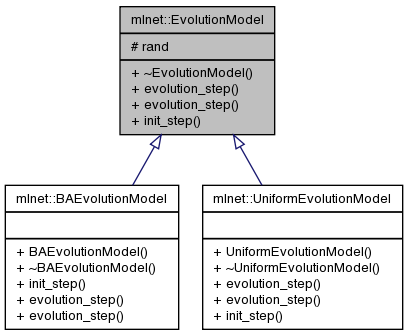 mlnet::EvolutionModel
# rand
+ ~EvolutionModel()
+ evolution_step()
+ evolution_step()
+ init_step()
mlnet::BAEvolutionModel
+ BAEvolutionModel()
+ ~BAEvolutionModel()
+ init_step()
+ evolution_step()
+ evolution_step()
mlnet::UniformEvolutionModel
+ UniformEvolutionModel()
+ ~UniformEvolutionModel()
+ evolution_step()
+ evolution_step()
+ init_step()